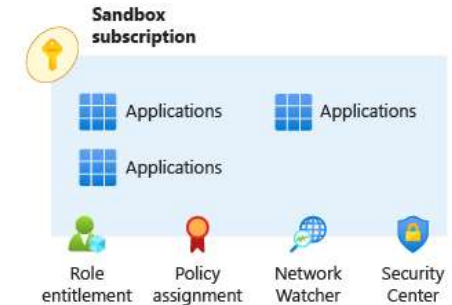 Sandbox
subscription
Applications
Applications
Applications
Role
entitlement
Policy
assignment
Network
Watcher
Security
Center